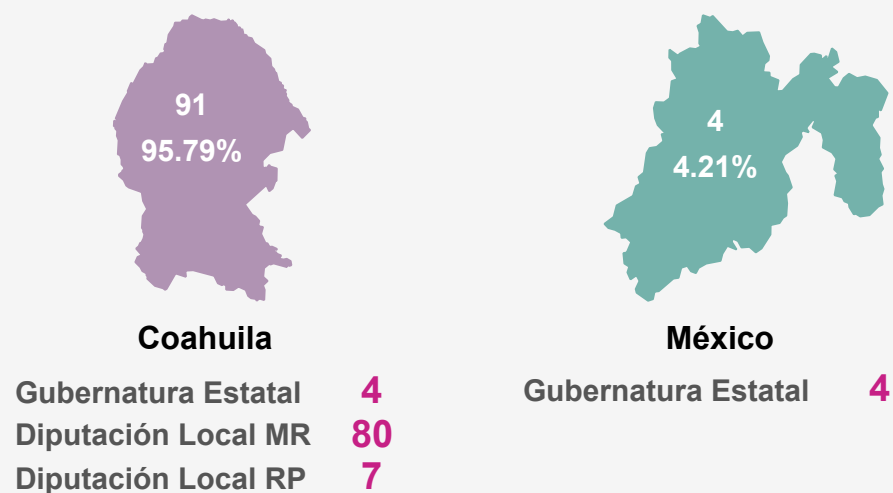 91
95.79%
Coahuila
Gubernatura Estatal 4
Diputación Local MR 80
Diputación Local RP 7
4
4.21%
México
Gubernatura Estatal 4